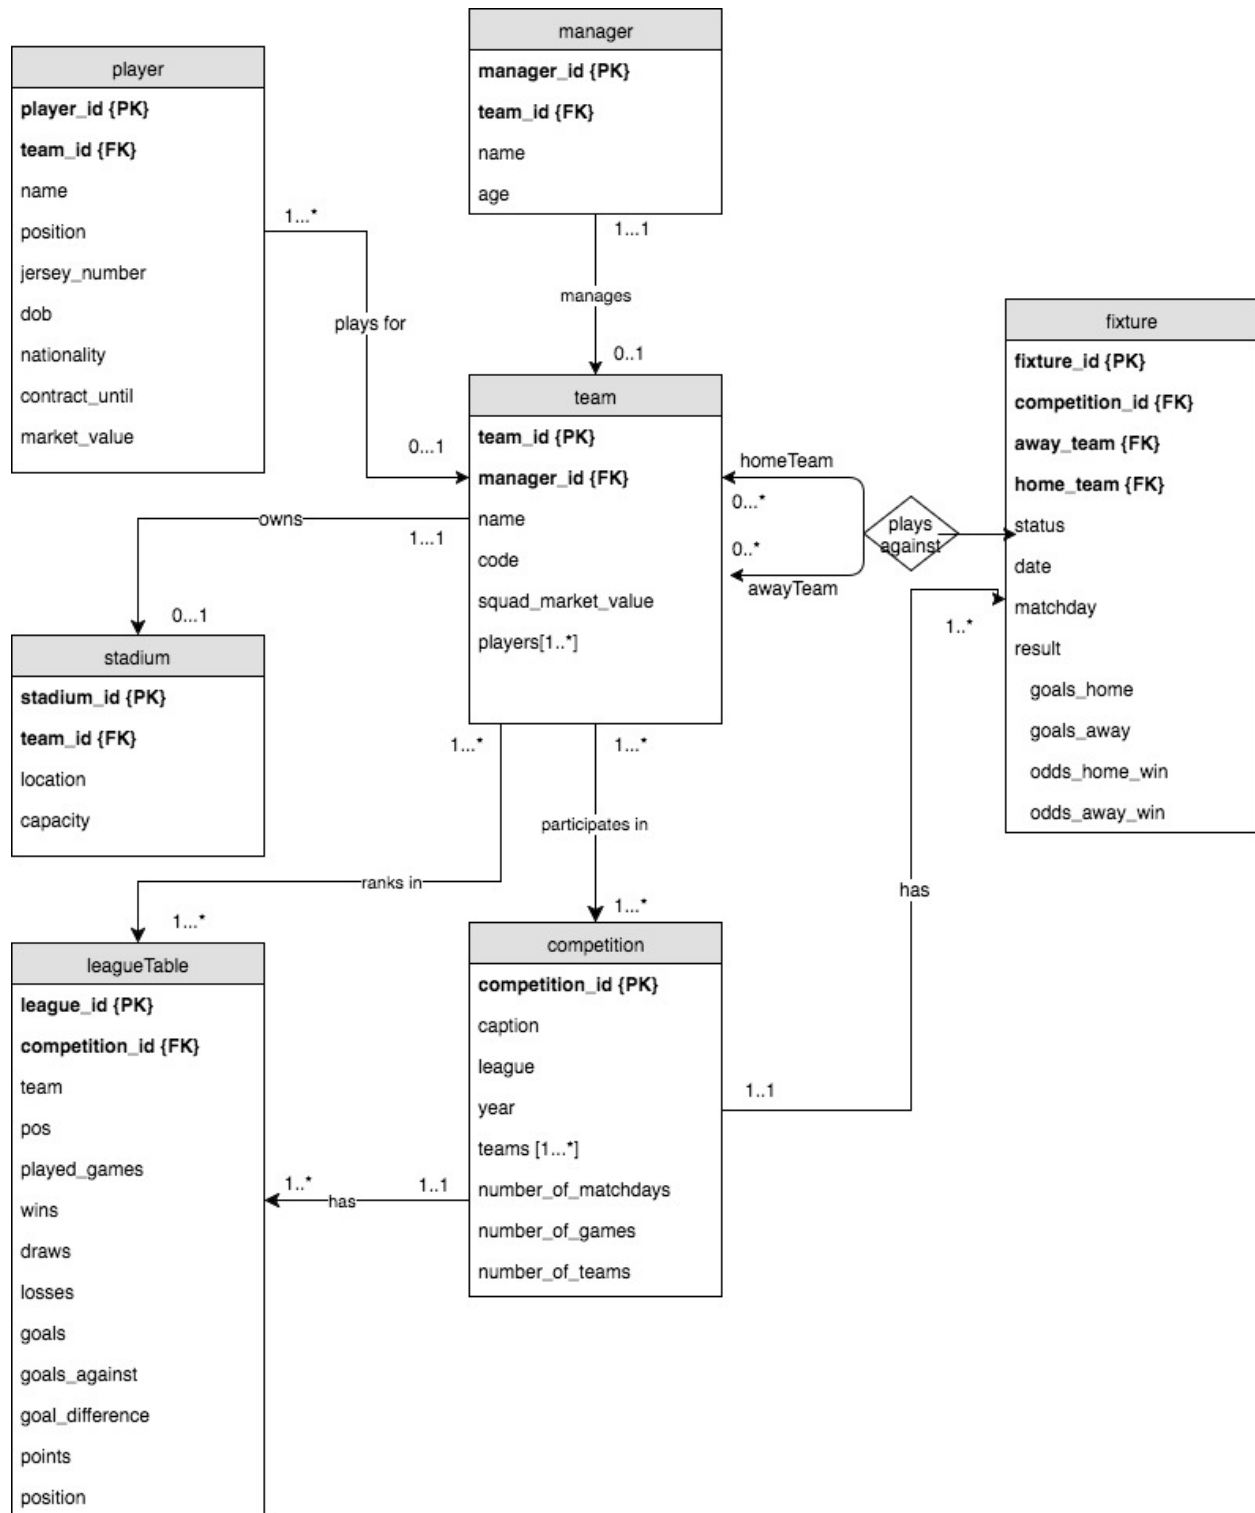 manager
manager_id {PK}
team_id {FK}
name
age
player
player_id {PK}
team_id {FK}
name
position
jersey_number
dob
nationality
contract_until
market_value
1...*
plays for
0...1
1...1
manages
0..1
team
team_id {PK}
manager_id {FK}
name
code
squad_market_value
players[1..*]
fixture
fixture_id {PK}
competition_id {FK}
away_team {FK}
home_team {FK}
status
date
matchday
result
goals_home
goals_away
odds_home_win
odds_away_win
homeTeam
0...*
0..*
awayTeam
plays
against
owns
1...1
0...1
stadium
stadium_id {PK}
team_id {FK}
location
capacity
1...*
ranks in
1...*
1...*
participates in
1...*
1..*
has
1..1
leagueTable
league_id {PK}
competition_id {FK}
team
pos
played_games
wins
draws
losses
goals
goals_against
goal_difference
points
position
1..*
has
1..1
competition
competition_id {PK}
caption
league
year
teams [1...*]
number_of_matchdays
number_of_games
number_of_teams